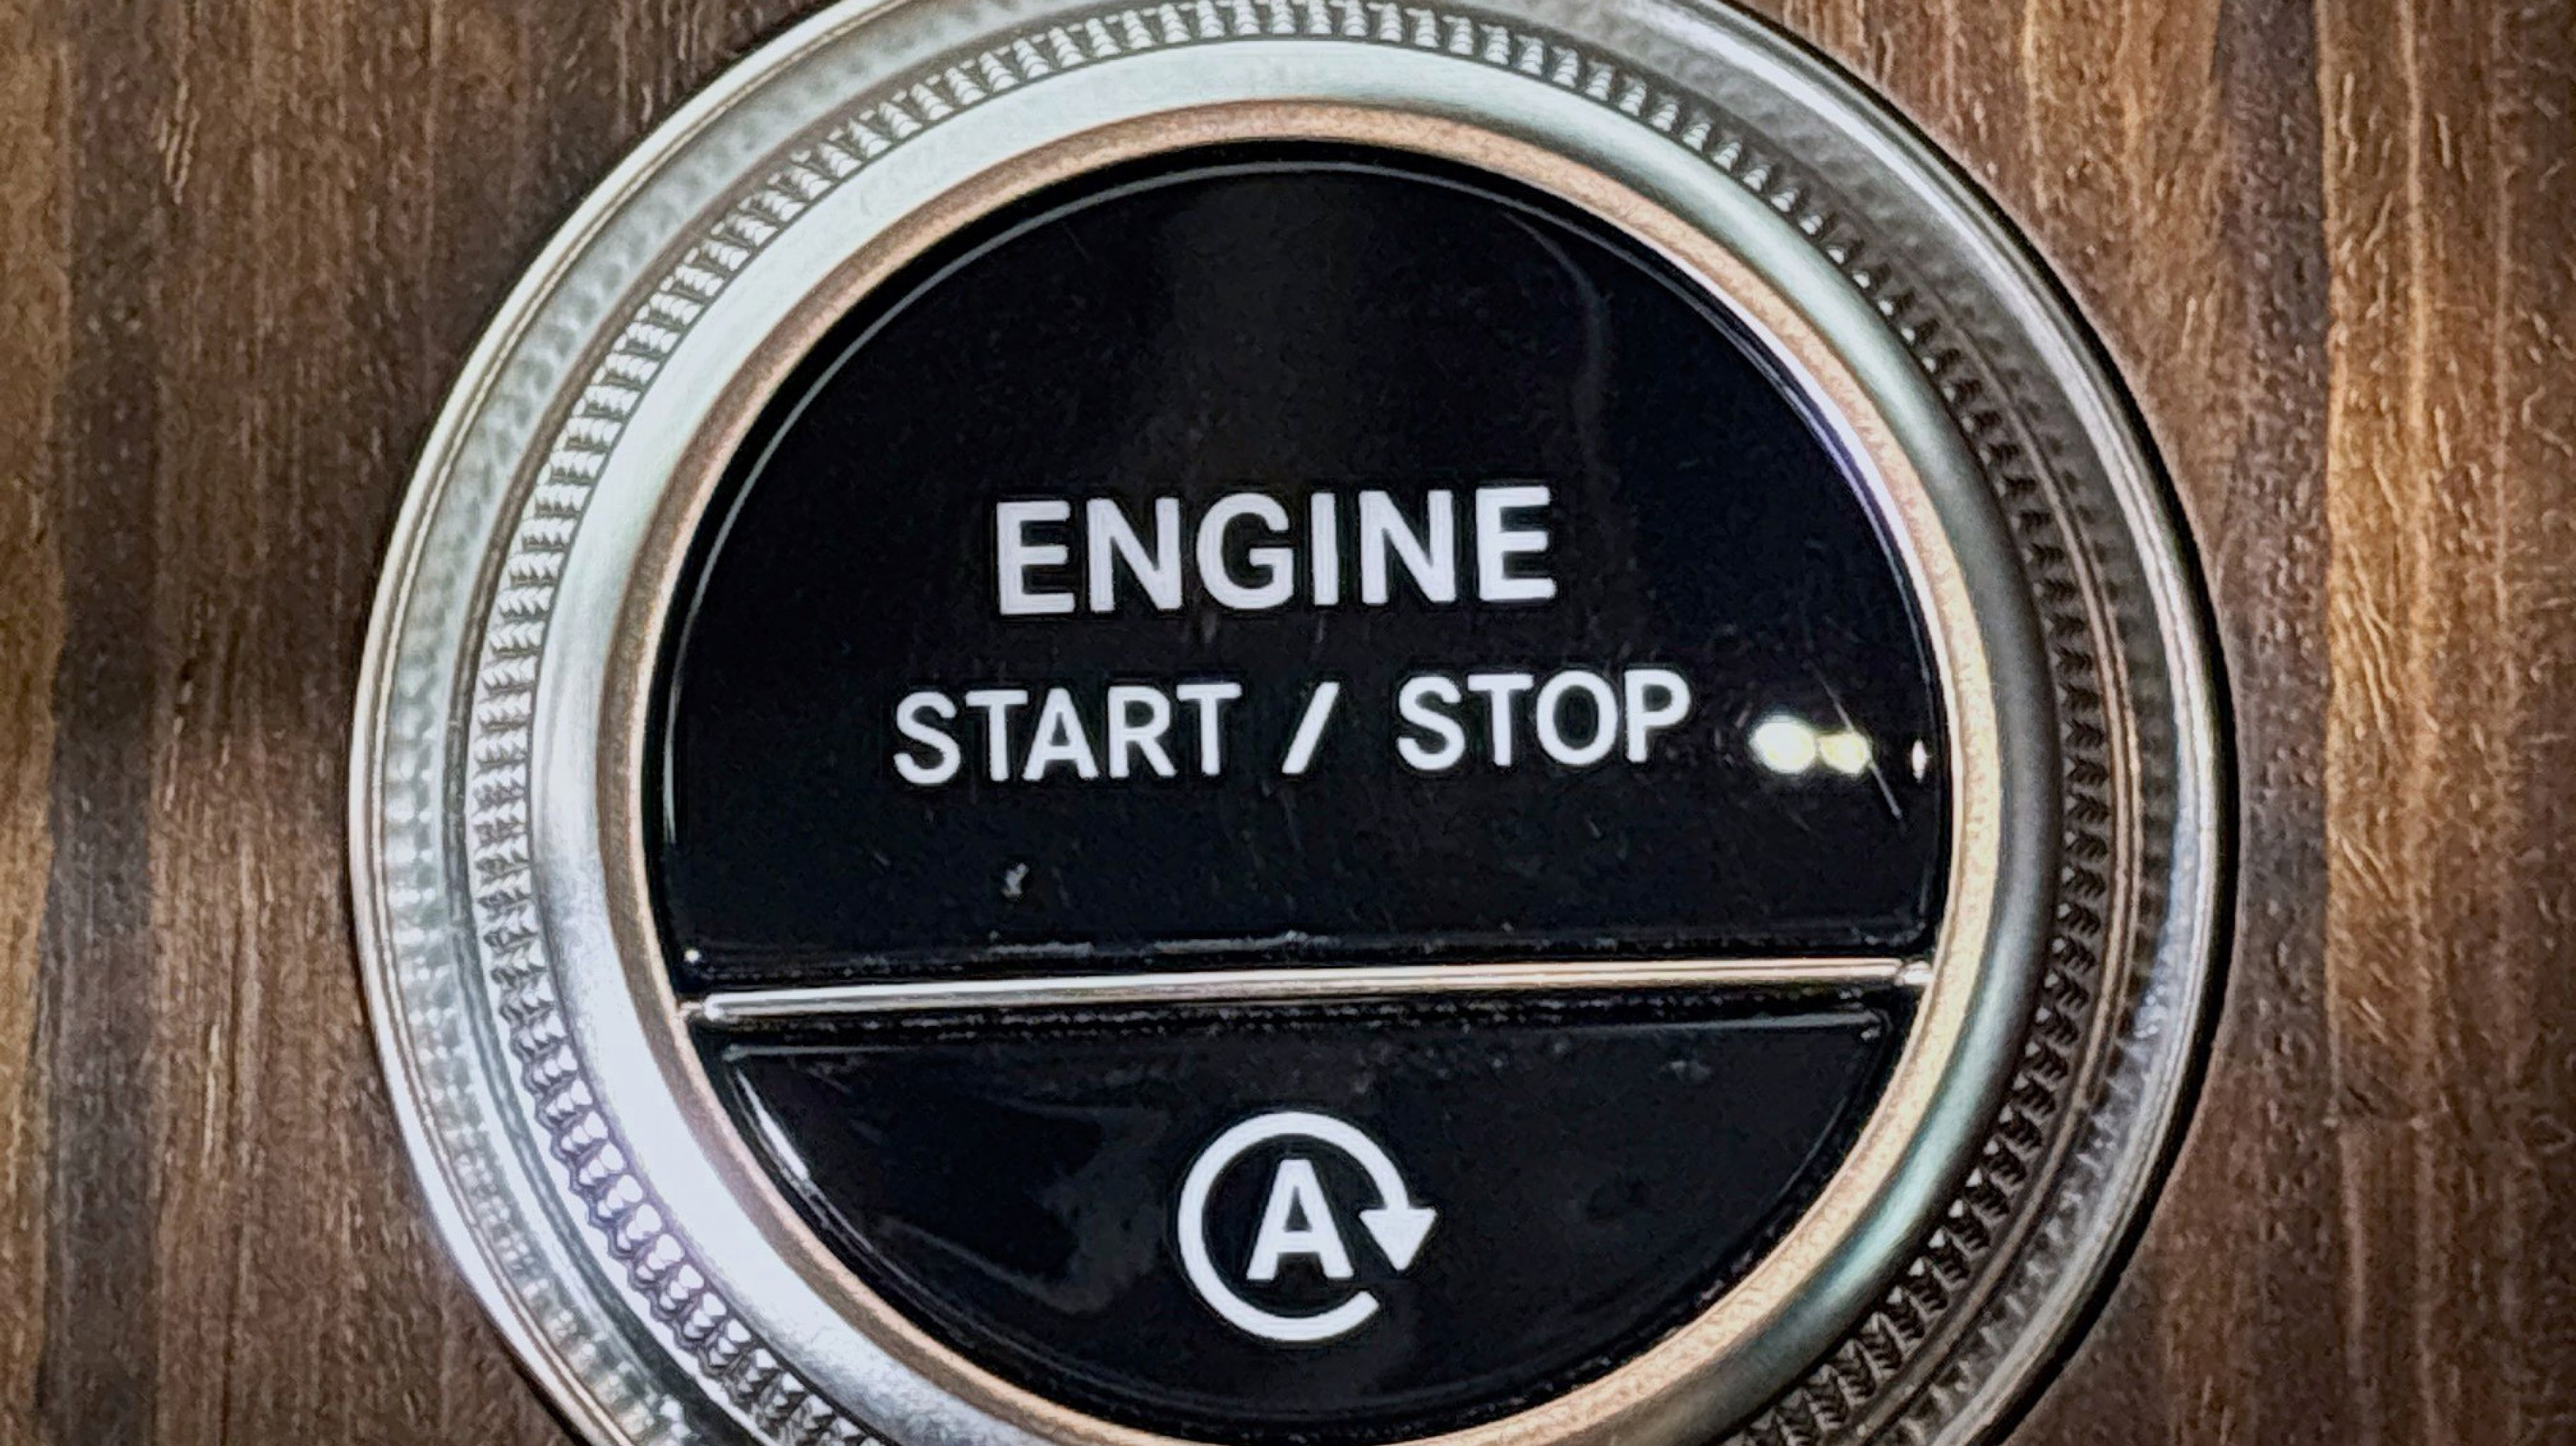 ENGINE
START / STOP
A